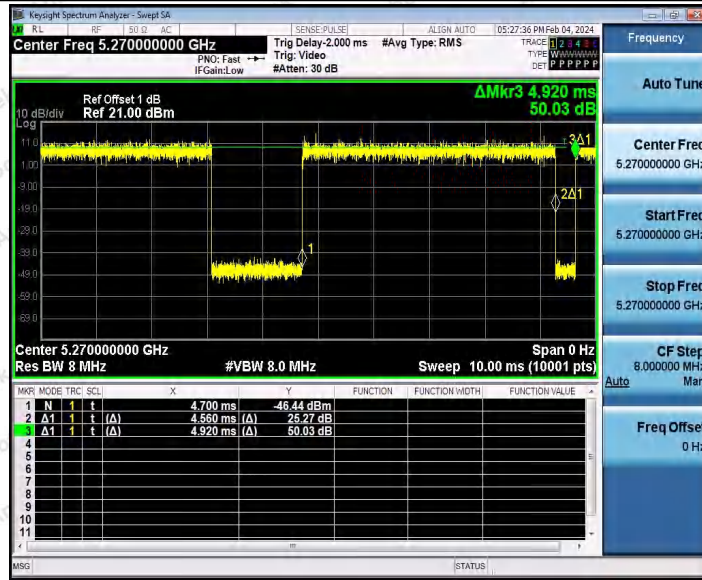 Keysight Spectrum Analyzer - Swept SA
RL RF 50 Ω AC SENSE:PULSE ALIGN AUTO 05:27:36 PM Feb 04, 2024
Center Freq 5.270000000 GHz
PNO: Fast
IFGain:Low
Trig Delay-2.000 ms
Trig: Video
#Atten: 30 dB
#Avg Type: RMS
TRACE 1 2 3 4 5 6
TYPE W W W W W W
DET P P P P P P
10 dB/div
Log
Ref Offset 1 dB
Ref 21.00 dBm
ΔMkr3 4.920 ms
50.03 dB
11.0
1.00
-9.00
-19.0
-29.0
-39.0
-49.0
-59.0
-69.0
3Δ1
2Δ1
1
Center 5.270000000 GHz Span 0 Hz
Res BW 8 MHz #VBW 8.0 MHz Sweep 10.00 ms (10001 pts)
MKR MODE TRC SCL X Y FUNCTION FUNCTION WIDTH FUNCTION VALUE
1 N 1 t 4.700 ms -46.44 dBm
2 Δ1 1 t (Δ) 4.560 ms (Δ) 25.27 dB
3 Δ1 1 t (Δ) 4.920 ms (Δ) 50.03 dB
4
5
6
7
8
9
10
11
MSG STATUS
Frequency
Auto Tune
Center Freq
5.270000000 GHz
Start Freq
5.270000000 GHz
Stop Freq
5.270000000 GHz
CF Step
8.000000 MHz
Auto Man
Freq Offset
0 Hz